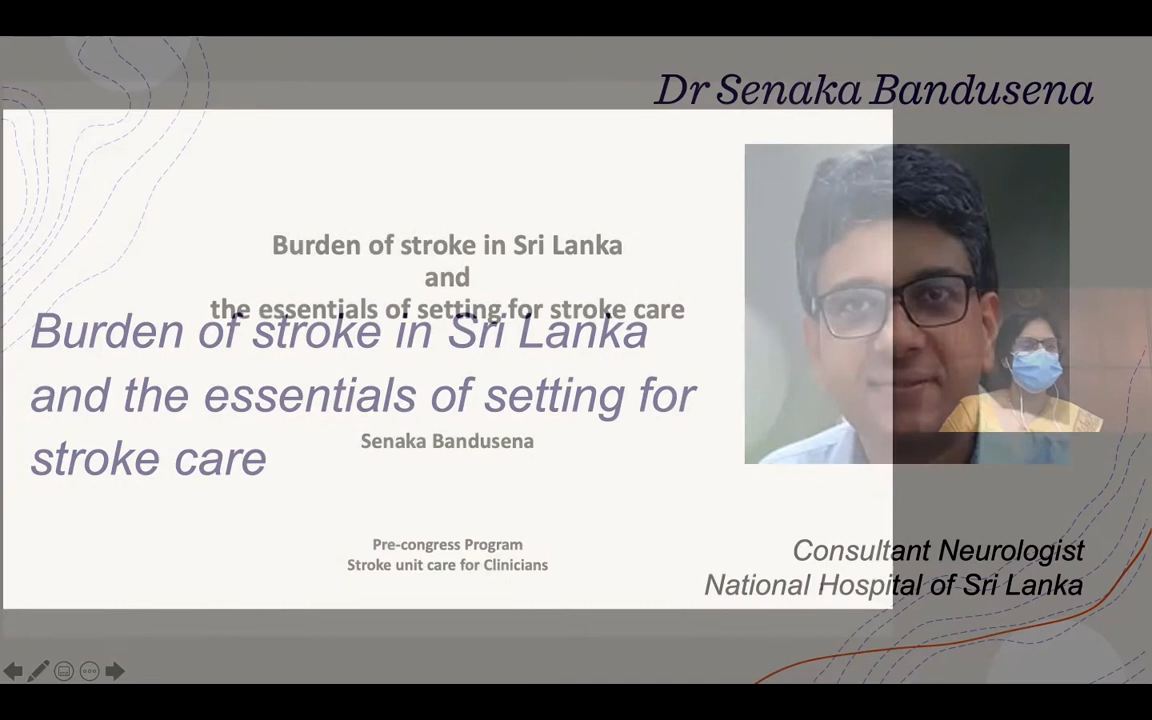 Dr Senaka Bandusena
Burden of stroke in Sri Lanka
and
the essentials of setting for stroke care
Burden of stroke in Sri Lanka
and the essentials of setting for
stroke care
Senaka Bandusena
Pre-congress Program
Stroke unit care for Clinicians
Consultant Neurologist
National Hospital of Sri Lanka